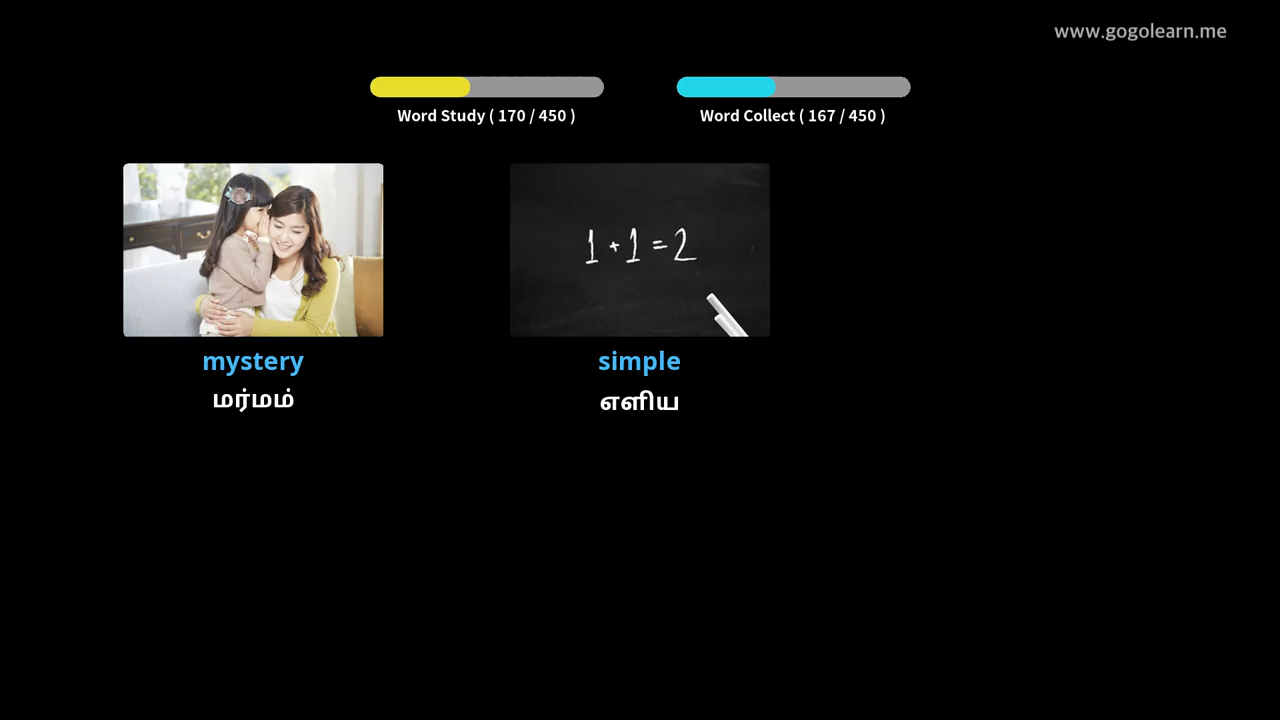 www.gogolearn.me
Word Study ( 170 / 450 )
Word Collect ( 167 / 450 )
1 + 1 = 2
mystery
simple
மர்மம்
எளிய